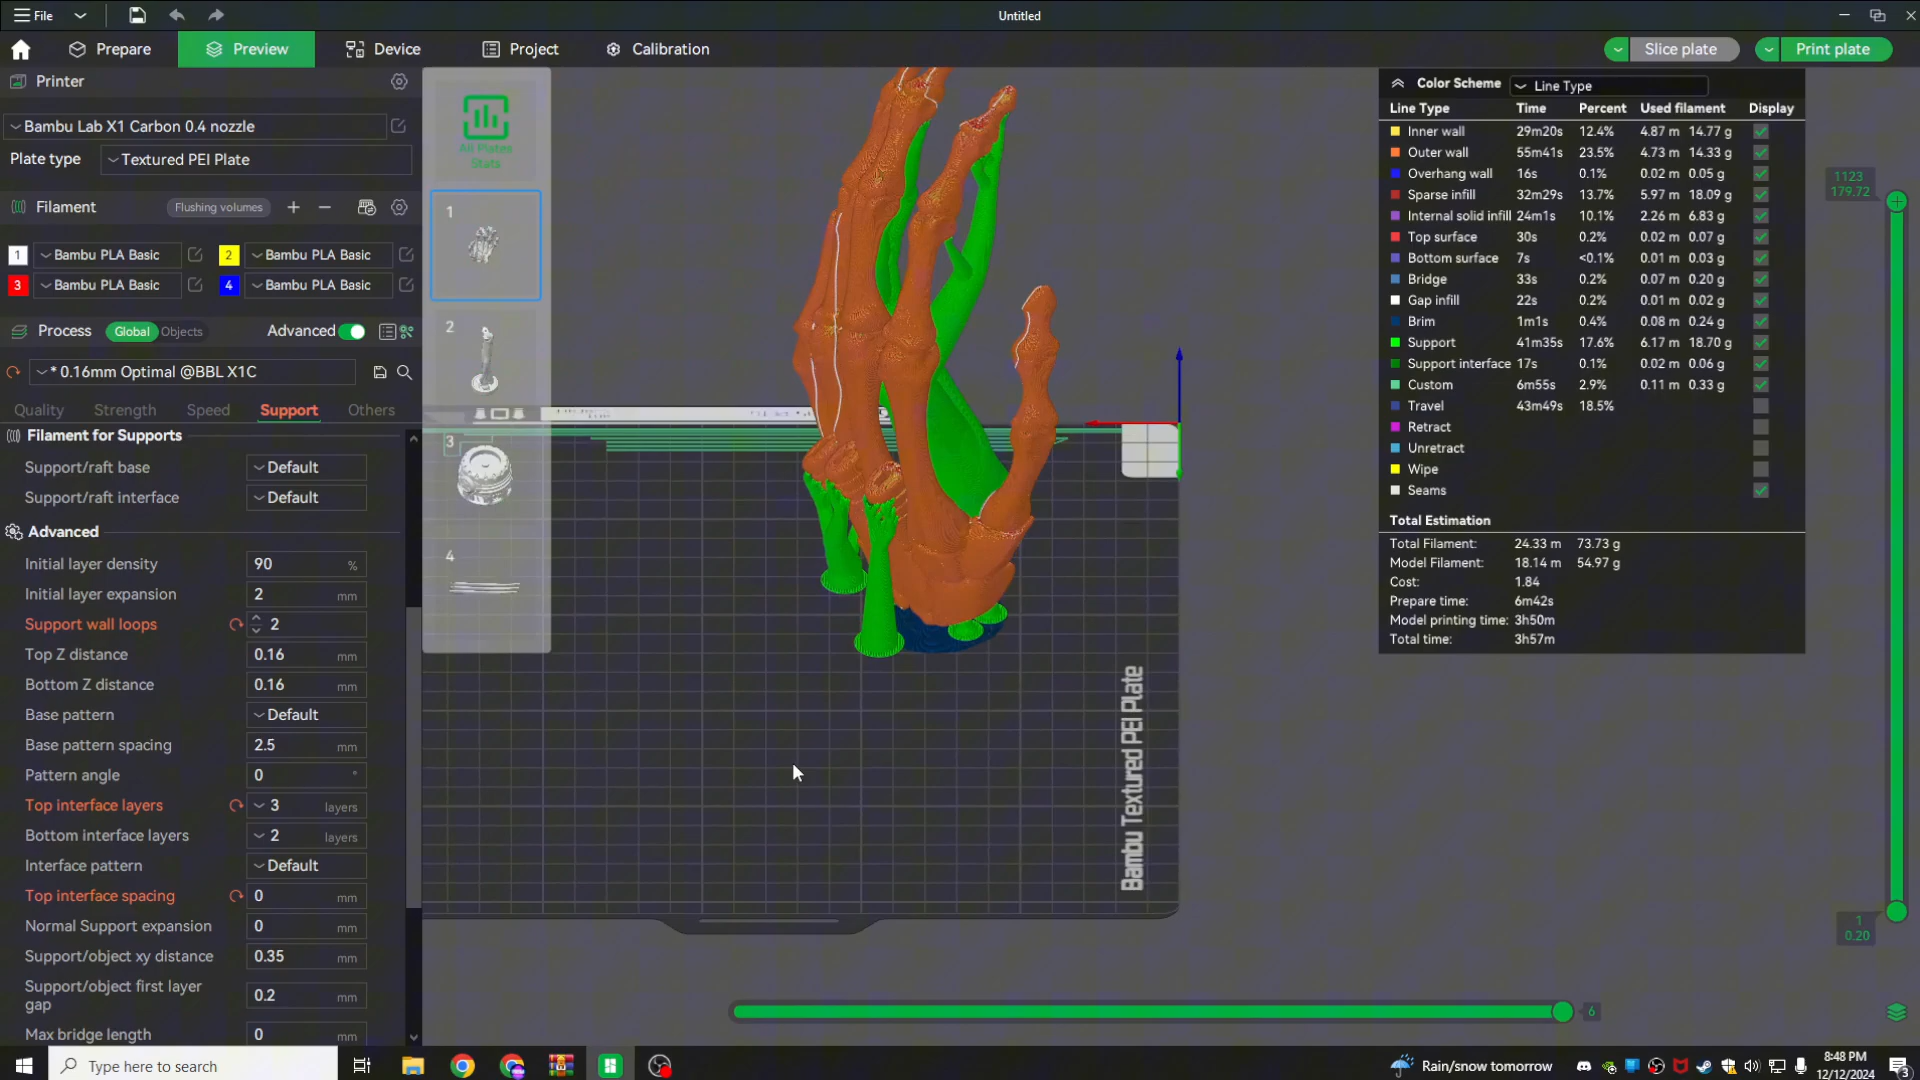 File
Untitled
Prepare
Preview
Device
Project
Calibration
Slice plate
Print plate
Printer
Bambu Lab X1 Carbon 0.4 nozzle
Plate type
Textured PEI Plate
Filament
Flushing volumes
1 Bambu PLA Basic
2 Bambu PLA Basic
3 Bambu PLA Basic
4 Bambu PLA Basic
Process
Global
Objects
Advanced
* 0.16mm Optimal @BBL X1C
Quality
Strength
Speed
Support
Others
Filament for Supports
Support/raft base Default
Support/raft interface Default
Advanced
Initial layer density 90 %
Initial layer expansion 2 mm
Support wall loops 2
Top Z distance 0.16 mm
Bottom Z distance 0.16 mm
Base pattern Default
Base pattern spacing 2.5 mm
Pattern angle 0 °
Top interface layers 3 layers
Bottom interface layers 2 layers
Interface pattern Default
Top interface spacing 0 mm
Normal Support expansion 0 mm
Support/object xy distance 0.35 mm
Support/object first layer
gap 0.2 mm
Max bridge length 0 mm
All Plates
Stats
1
2
3
4
Bambu Textured PEI Plate
Color Scheme Line Type
Line Type Time Percent Used filament Display
Inner wall 29m20s 12.4% 4.87 m 14.77 g
Outer wall 55m41s 23.5% 4.73 m 14.33 g
Overhang wall 16s 0.1% 0.02 m 0.05 g
Sparse infill 32m29s 13.7% 5.97 m 18.09 g
Internal solid infill 24m1s 10.1% 2.26 m 6.83 g
Top surface 30s 0.2% 0.02 m 0.07 g
Bottom surface 7s <0.1% 0.01 m 0.03 g
Bridge 33s 0.2% 0.07 m 0.20 g
Gap infill 22s 0.2% 0.01 m 0.02 g
Brim 1m1s 0.4% 0.08 m 0.24 g
Support 41m35s 17.6% 6.17 m 18.70 g
Support interface 17s 0.1% 0.02 m 0.06 g
Custom 6m55s 2.9% 0.11 m 0.33 g
Travel 43m49s 18.5%
Retract
Unretract
Wipe
Seams
Total Estimation
Total Filament: 24.33 m 73.73 g
Model Filament: 18.14 m 54.97 g
Cost: 1.84
Prepare time: 6m42s
Model printing time: 3h50m
Total time: 3h57m
1123
179.72
1
0.20
6
Type here to search
Rain/snow tomorrow
8:48 PM
12/12/2024
3